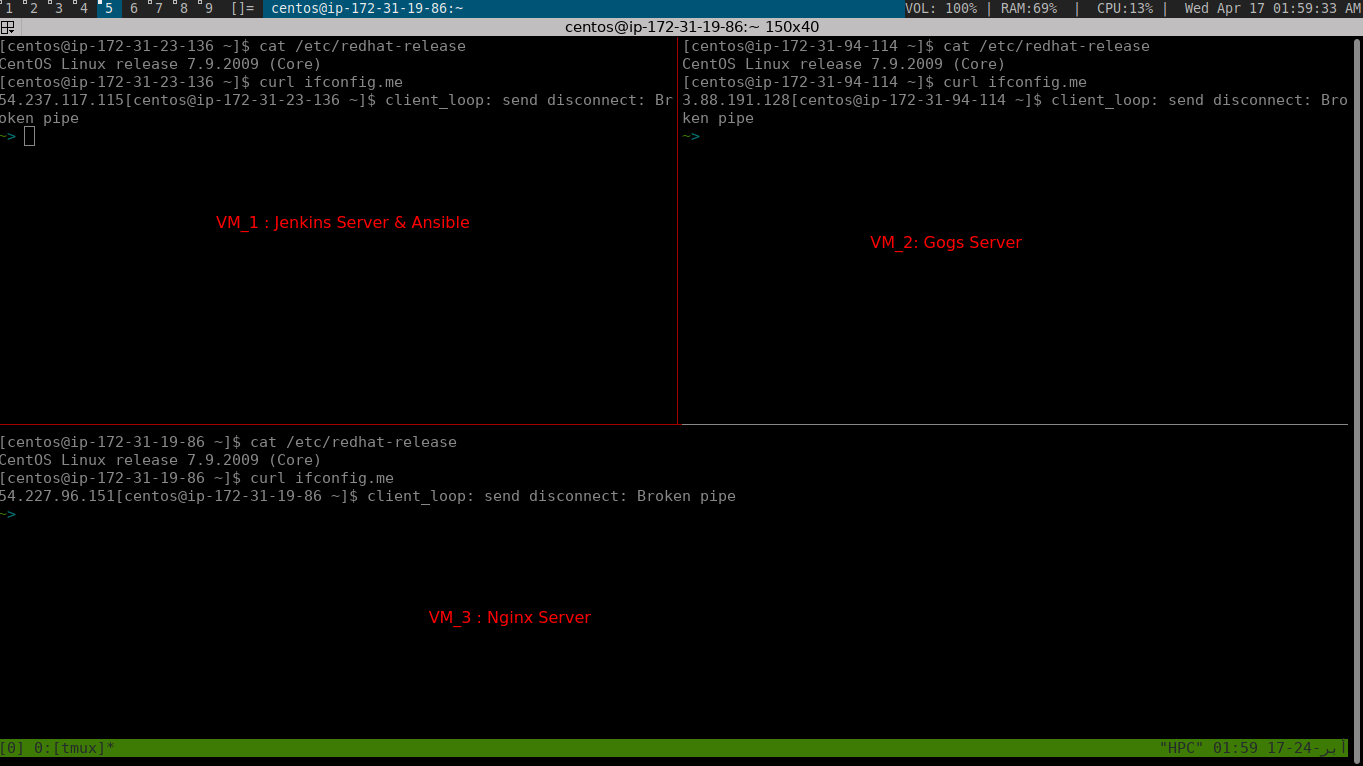 1 2 3 4 5 6 7 8 9 []= centos@ip-172-31-19-86:~ VOL: 100% | RAM:69% | CPU:13% | Wed Apr 17 01:59:33 AM
centos@ip-172-31-19-86:~ 150x40
[centos@ip-172-31-23-136 ~]$ cat /etc/redhat-release
CentOS Linux release 7.9.2009 (Core)
[centos@ip-172-31-23-136 ~]$ curl ifconfig.me
54.237.117.115[centos@ip-172-31-23-136 ~]$ client_loop: send disconnect: Br
oken pipe
~>
VM_1 : Jenkins Server & Ansible
[centos@ip-172-31-94-114 ~]$ cat /etc/redhat-release
CentOS Linux release 7.9.2009 (Core)
[centos@ip-172-31-94-114 ~]$ curl ifconfig.me
3.88.191.128[centos@ip-172-31-94-114 ~]$ client_loop: send disconnect: Bro
ken pipe
~>
VM_2: Gogs Server
[centos@ip-172-31-19-86 ~]$ cat /etc/redhat-release
CentOS Linux release 7.9.2009 (Core)
[centos@ip-172-31-19-86 ~]$ curl ifconfig.me
54.227.96.151[centos@ip-172-31-19-86 ~]$ client_loop: send disconnect: Broken pipe
~>
VM_3 : Nginx Server
[0] 0:[tmux]* "HPC" 01:59 17-أبر-24